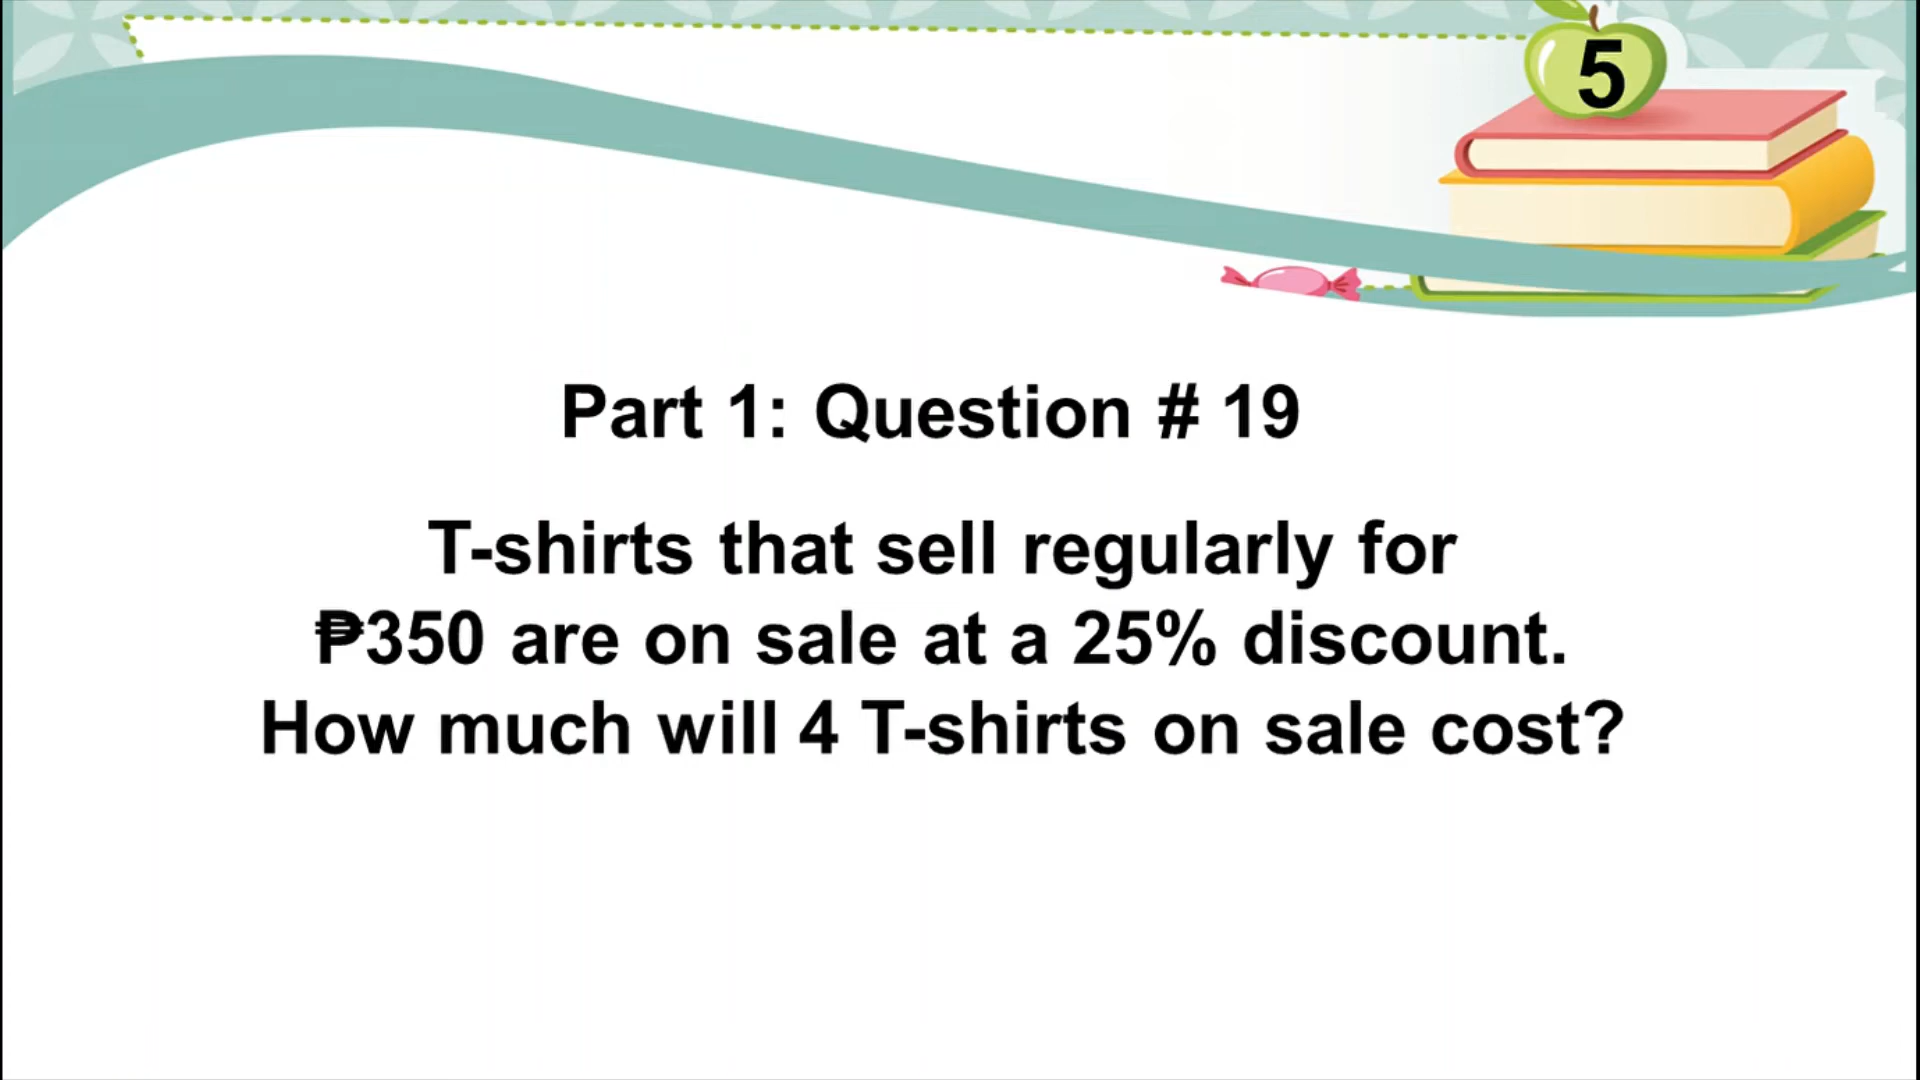 5
Part 1: Question # 19
T-shirts that sell regularly for
₱350 are on sale at a 25% discount.
How much will 4 T-shirts on sale cost?